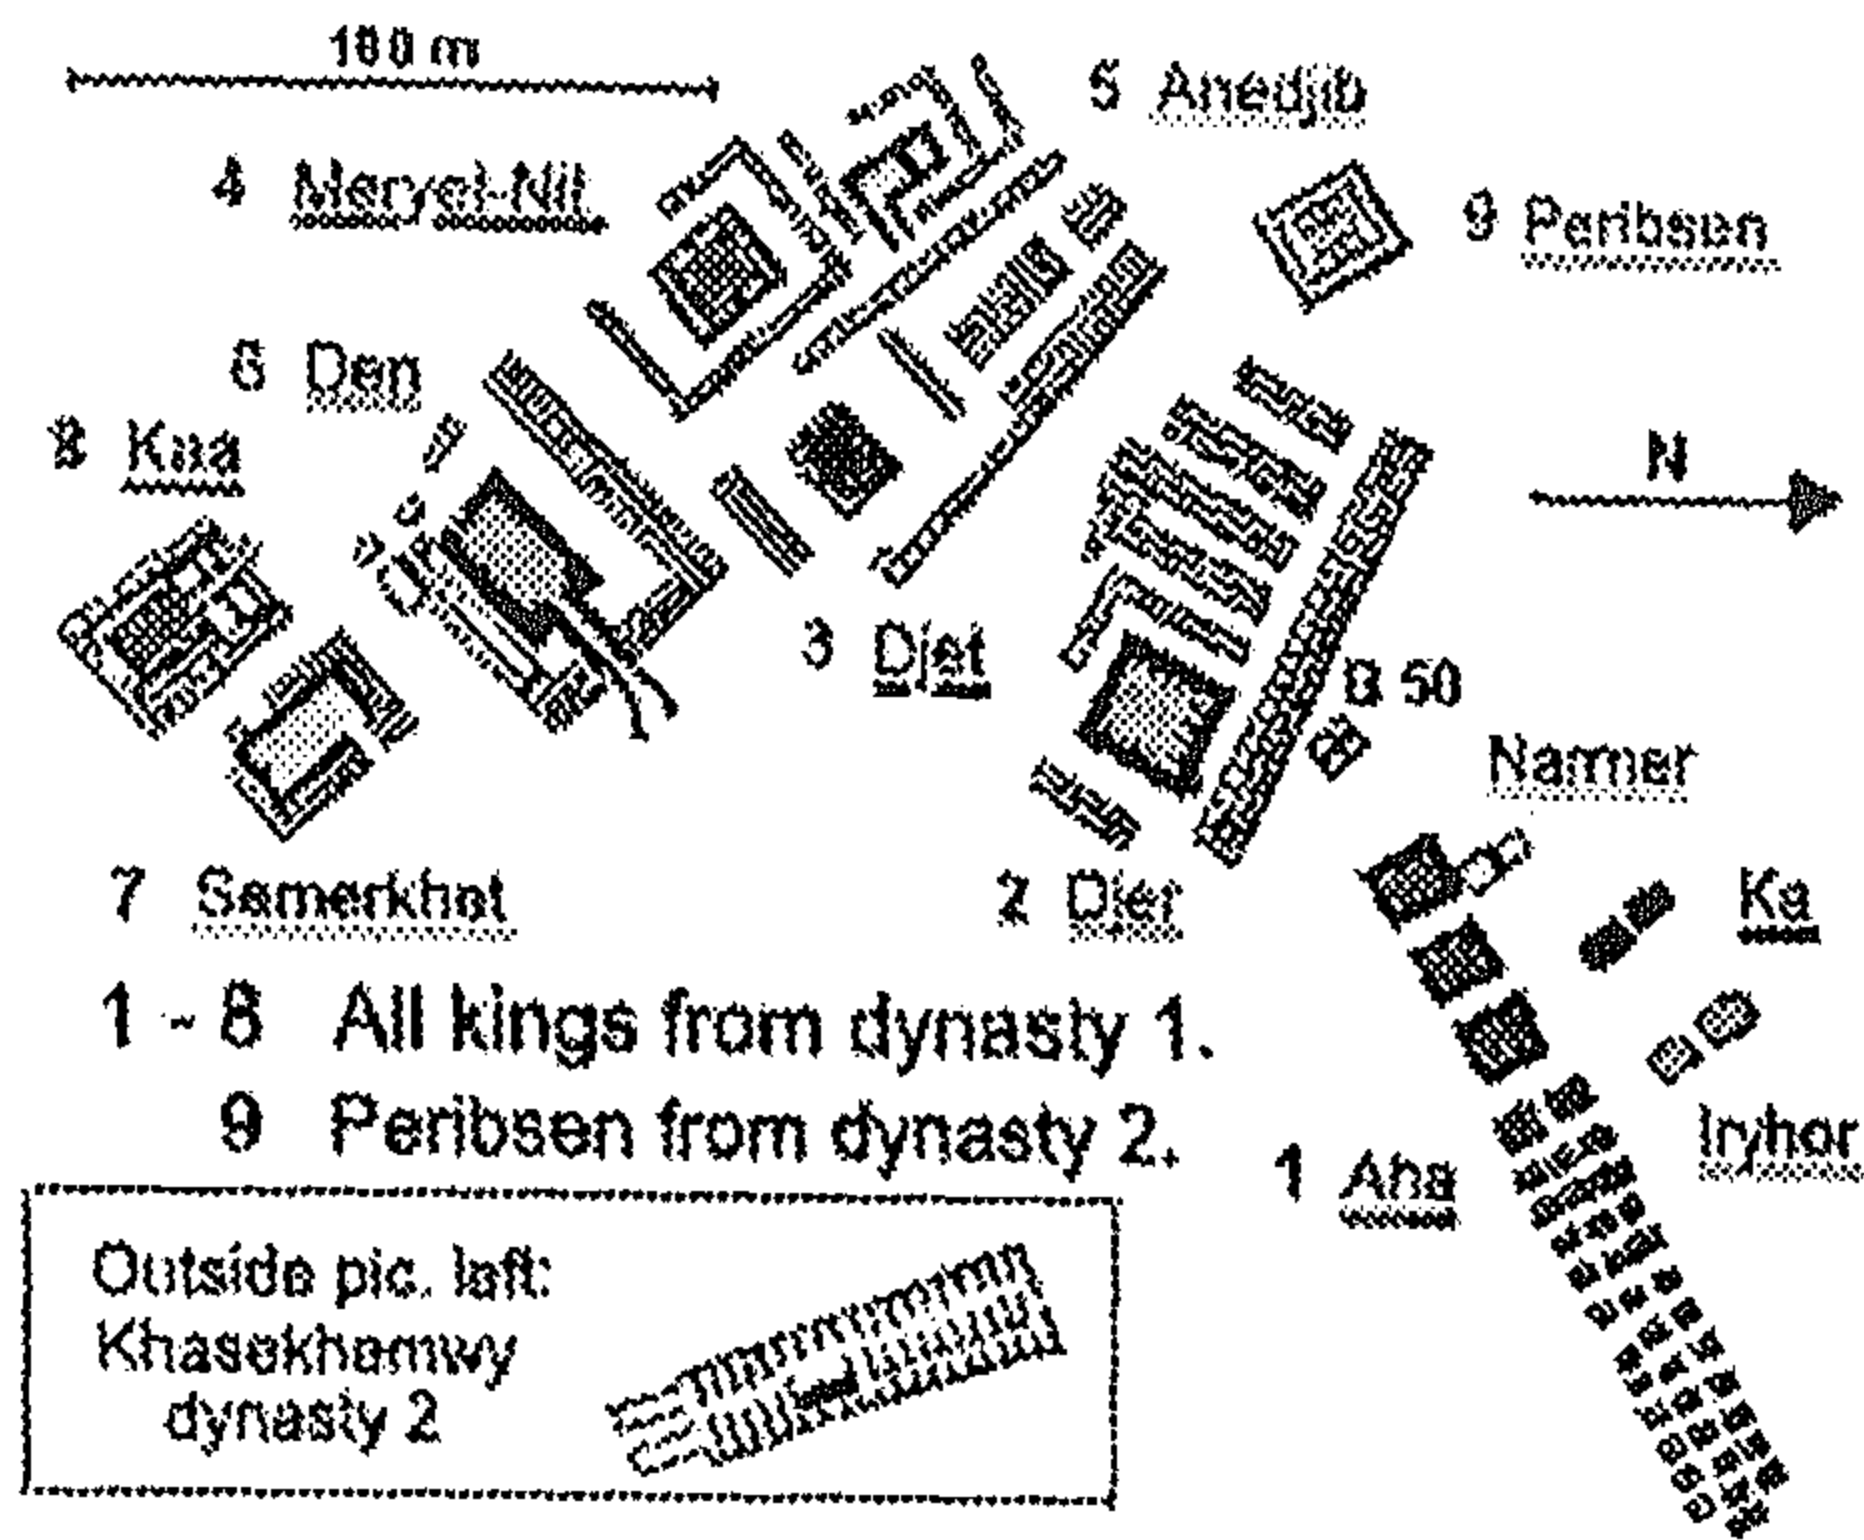 100 m
5 Anedjib
4 Meryet-Nit
9 Peribsen
6 Den
8 Kaa
N
3 Djet
B 50
Narmer
7 Semerkhet
2 Djer
Ka
1 - 8 All kings from dynasty 1.
9 Peribsen from dynasty 2.
Iryhor
1 Aha
Outside pic. left:
Khasekhemwy
dynasty 2